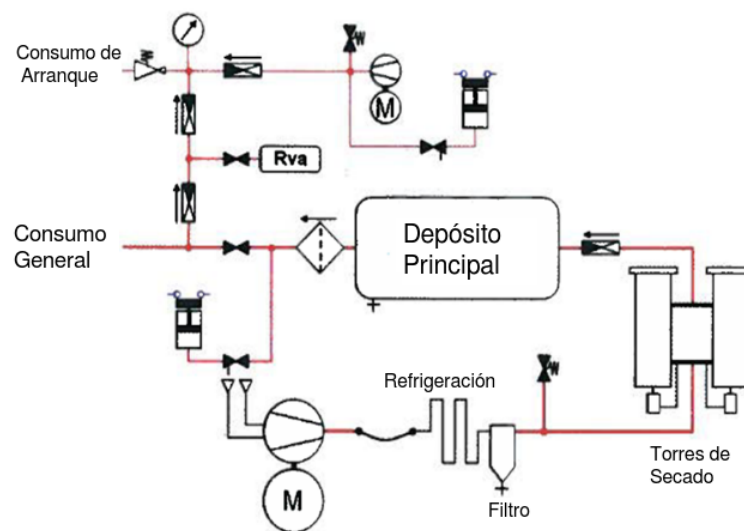 Consumo de
Arranque
M
Rva
Consumo
General
Depósito
Principal
Refrigeración
M
Filtro
Torres de
Secado